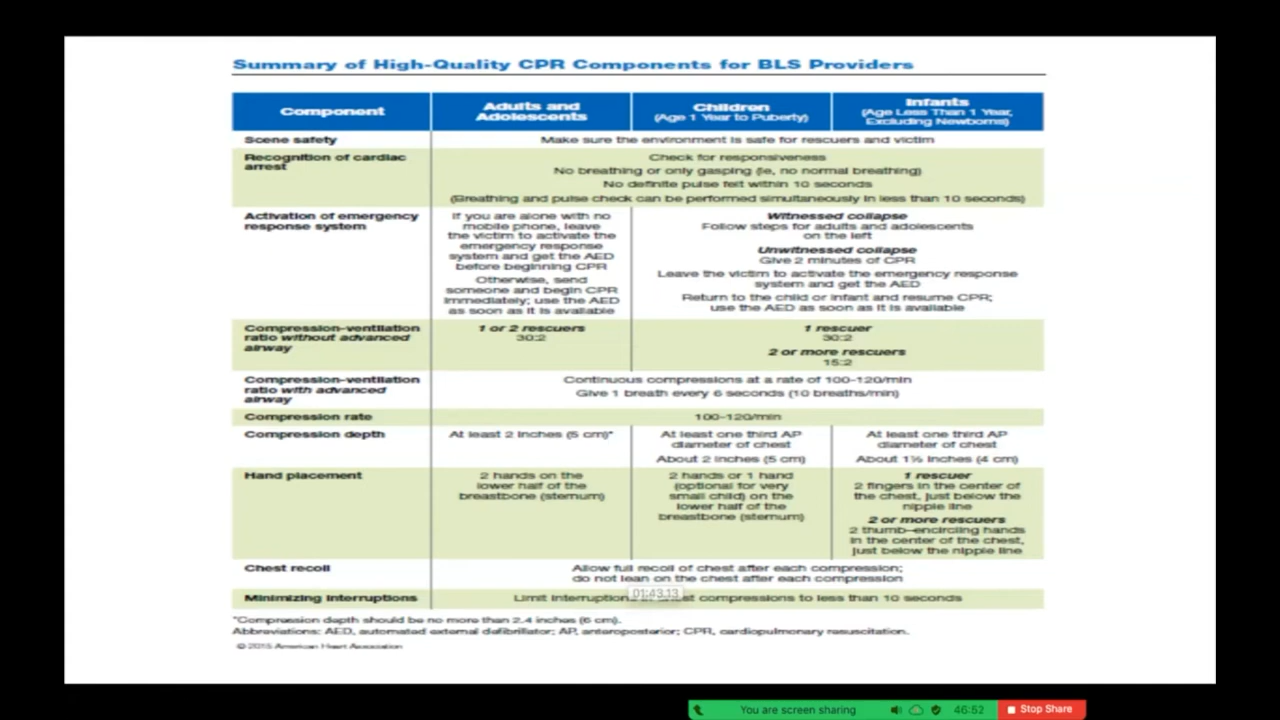 Summary of High-Quality CPR Components for BLS Providers
Component
Adults and
Adolescents
Children
(Age 1 Year to Puberty)
Infants
(Age Less Than 1 Year,
Excluding Newborns)
Scene safety
Make sure the environment is safe for rescuers and victim
Recognition of cardiac
arrest
Check for responsiveness
No breathing or only gasping (ie, no normal breathing)
No definite pulse felt within 10 seconds
(Breathing and pulse check can be performed simultaneously in less than 10 seconds)
Activation of emergency
response system
If you are alone with no
mobile phone, leave
the victim to activate the
emergency response
system and get the AED
before beginning CPR
Otherwise, send
someone and begin CPR
immediately; use the AED
as soon as it is available
Witnessed collapse
Follow steps for adults and adolescents
on the left
Unwitnessed collapse
Give 2 minutes of CPR
Leave the victim to activate the emergency response
system and get the AED
Return to the child or infant and resume CPR;
use the AED as soon as it is available
Compression-ventilation
ratio without advanced
airway
1 or 2 rescuers
30:2
1 rescuer
30:2
2 or more rescuers
15:2
Compression-ventilation
ratio with advanced
airway
Continuous compressions at a rate of 100-120/min
Give 1 breath every 6 seconds (10 breaths/min)
Compression rate
100-120/min
Compression depth
At least 2 inches (5 cm)*
At least one third AP
diameter of chest
About 2 inches (5 cm)
At least one third AP
diameter of chest
About 1½ inches (4 cm)
Hand placement
2 hands on the
lower half of the
breastbone (sternum)
2 hands or 1 hand
(optional for very
small child) on the
lower half of the
breastbone (sternum)
1 rescuer
2 fingers in the center of
the chest, just below the
nipple line
2 or more rescuers
2 thumb–encircling hands
in the center of the chest,
just below the nipple line
Chest recoil
Allow full recoil of chest after each compression;
do not lean on the chest after each compression
Minimizing interruptions
Limit interruptions compressions to less than 10 seconds
01:43.13
*Compression depth should be no more than 2.4 inches (6 cm).
Abbreviations: AED, automated external defibrillator; AP, anteroposterior; CPR, cardiopulmonary resuscitation.
© 2015 American Heart Association
You are screen sharing
46:52
Stop Share